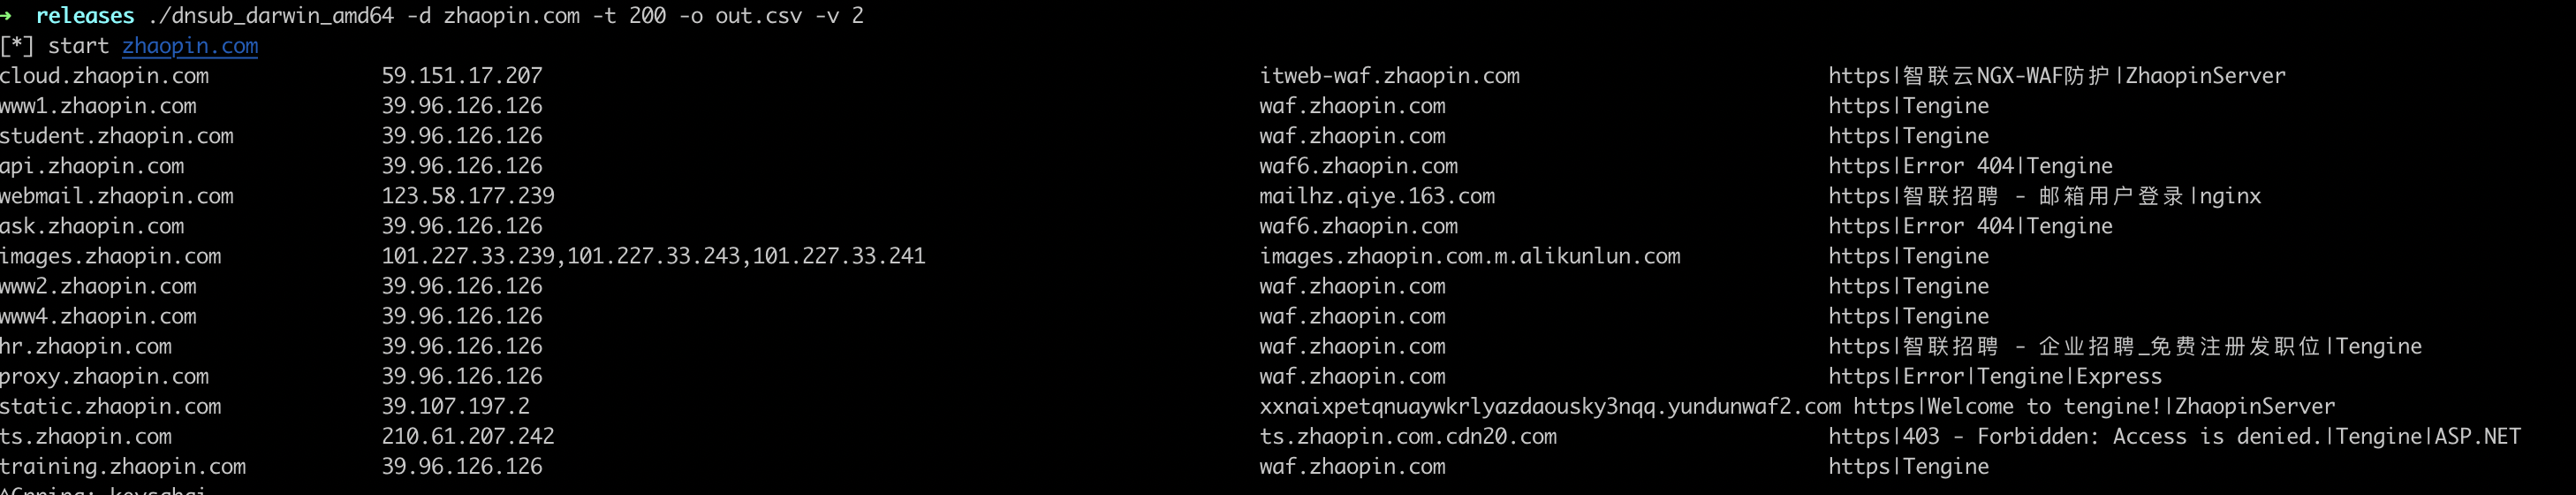 → releases ./dnsub_darwin_amd64 -d zhaopin.com -t 200 -o out.csv -v 2
[*] start zhaopin.com
cloud.zhaopin.com 59.151.17.207 itweb-waf.zhaopin.com https|智联云NGX-WAF防护|ZhaopinServer
www1.zhaopin.com 39.96.126.126 waf.zhaopin.com https|Tengine
student.zhaopin.com 39.96.126.126 waf.zhaopin.com https|Tengine
api.zhaopin.com 39.96.126.126 waf6.zhaopin.com https|Error 404|Tengine
webmail.zhaopin.com 123.58.177.239 mailhz.qiye.163.com https|智联招聘 - 邮箱用户登录|nginx
ask.zhaopin.com 39.96.126.126 waf6.zhaopin.com https|Error 404|Tengine
images.zhaopin.com 101.227.33.239,101.227.33.243,101.227.33.241 images.zhaopin.com.m.alikunlun.com https|Tengine
www2.zhaopin.com 39.96.126.126 waf.zhaopin.com https|Tengine
www4.zhaopin.com 39.96.126.126 waf.zhaopin.com https|Tengine
hr.zhaopin.com 39.96.126.126 waf.zhaopin.com https|智联招聘 - 企业招聘_免费注册发职位|Tengine
proxy.zhaopin.com 39.96.126.126 waf.zhaopin.com https|Error|Tengine|Express
static.zhaopin.com 39.107.197.2 xxnaixpetqnuaywkrlyazdaousky3nqq.yundunwaf2.com https|Welcome to tengine!|ZhaopinServer
ts.zhaopin.com 210.61.207.242 ts.zhaopin.com.cdn20.com https|403 - Forbidden: Access is denied.|Tengine|ASP.NET
training.zhaopin.com 39.96.126.126 waf.zhaopin.com https|Tengine